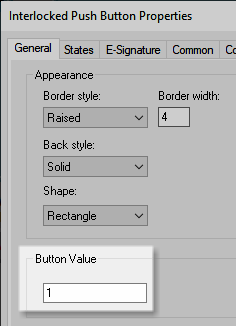 Interlocked Push Button Properties
General States E-Signature Common
Appearance
Border style: Border width:
Raised 4
Back style:
Solid
Shape:
Rectangle
Button Value
1